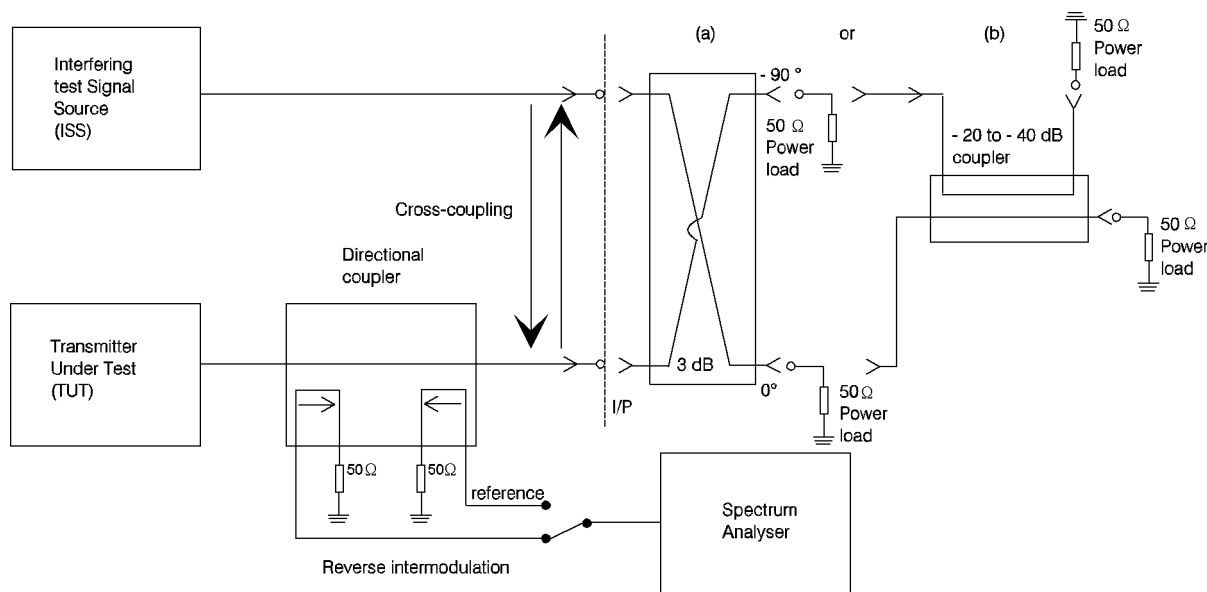 (a)
or
(b)
50 Ω
Power
load
Interfering
test Signal
Source
(ISS)
- 90 °
50 Ω
Power
load
- 20 to - 40 dB
coupler
Cross-coupling
50 Ω
Power
load
Directional
coupler
Transmitter
Under Test
(TUT)
3 dB
0°
I/P
50 Ω
Power
load
50 Ω
50 Ω
reference
Spectrum
Analyser
Reverse intermodulation